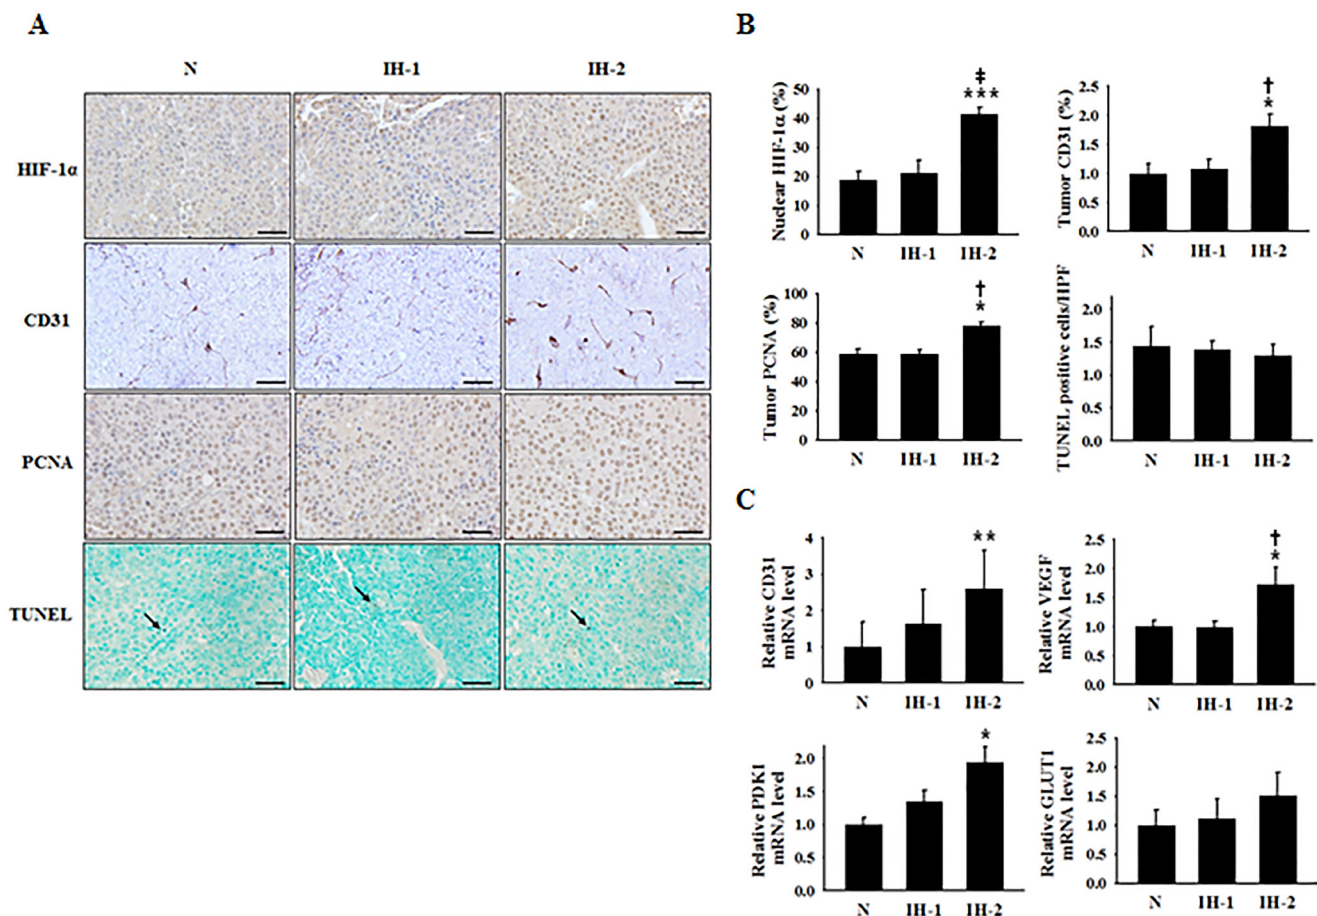 A
N IH-1 IH-2
HIF-1α
CD31
PCNA
TUNEL
B
Nuclear HIF-1α (%)
50
40
30
20
10
0
‡
***
N IH-1 IH-2
Tumor CD31 (%)
2.5
2.0
1.5
1.0
0.5
0.0
†
*
N IH-1 IH-2
Tumor PCNA (%)
100
80
60
40
20
0
†
*
N IH-1 IH-2
TUNEL positive cells/HPF
2.0
1.5
1.0
0.5
0.0
N IH-1 IH-2
C
Relative CD31
mRNA level
4
3
2
1
0
**
N IH-1 IH-2
Relative VEGF
mRNA level
2.5
2.0
1.5
1.0
0.5
0.0
†
*
N IH-1 IH-2
Relative PDK1
mRNA level
2.0
1.5
1.0
0.5
0.0
*
N IH-1 IH-2
Relative GLUT1
mRNA level
2.5
2.0
1.5
1.0
0.5
0.0
N IH-1 IH-2